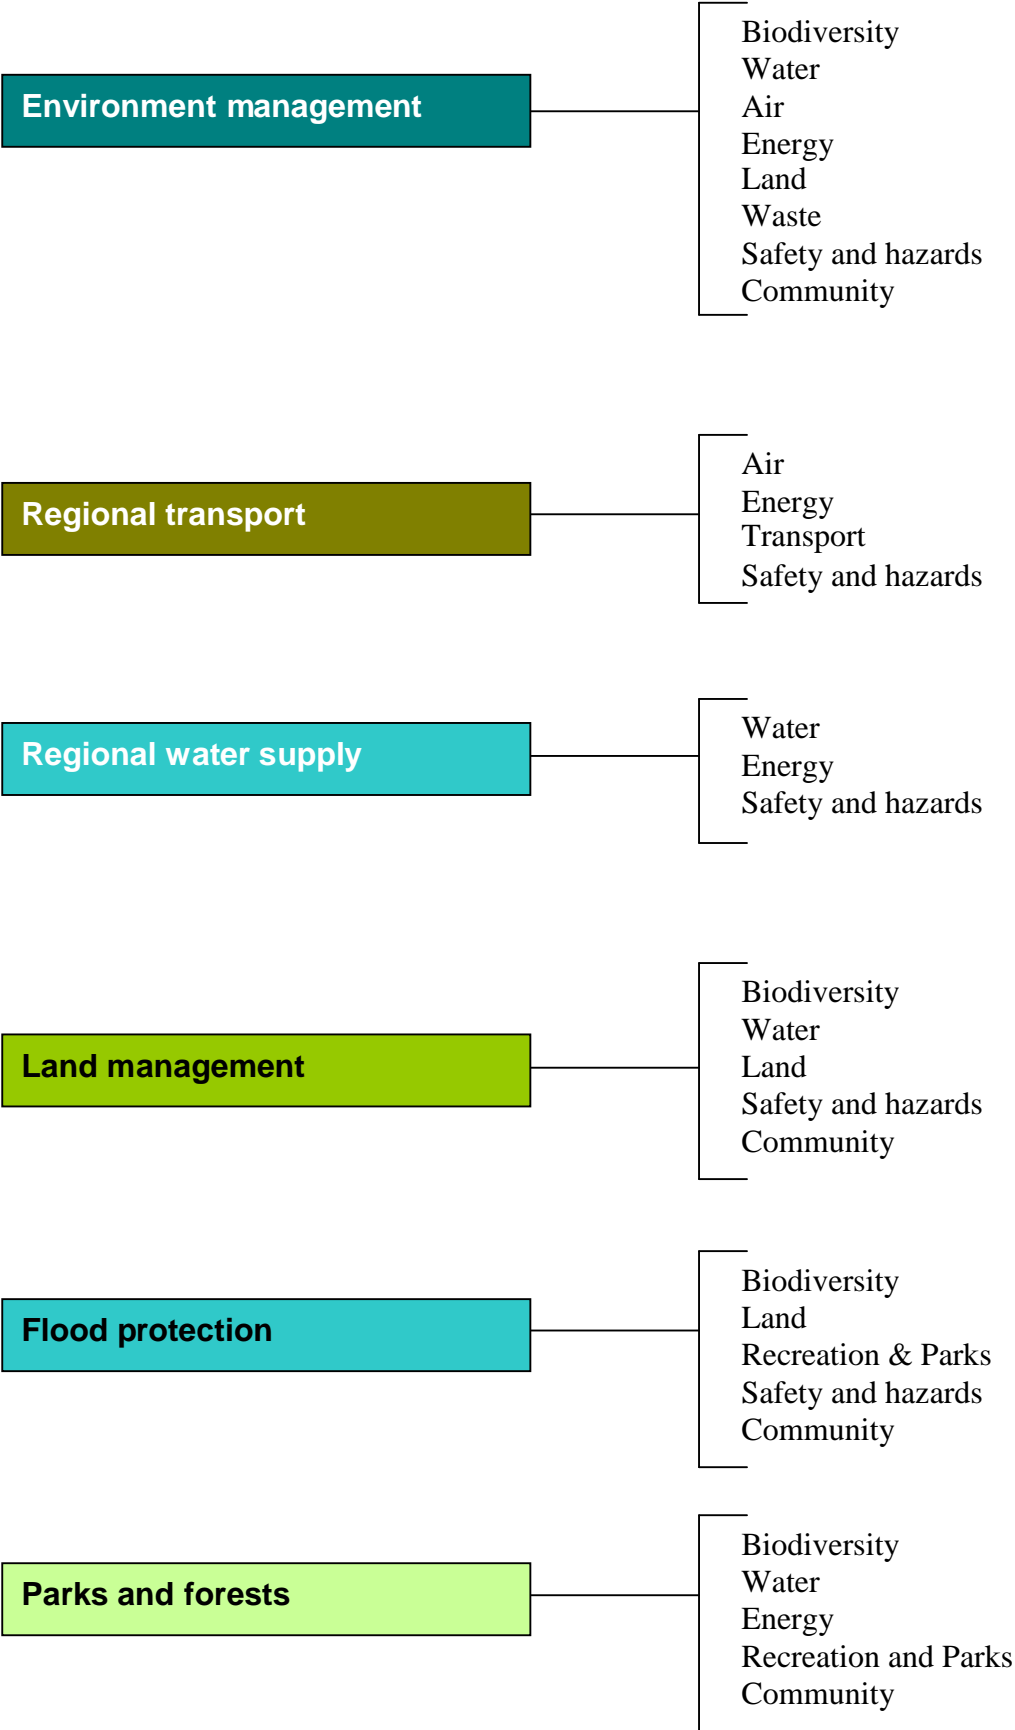 Environment management
Biodiversity
Water
Air
Energy
Land
Waste
Safety and hazards
Community
Regional transport
Air
Energy
Transport
Safety and hazards
Regional water supply
Water
Energy
Safety and hazards
Land management
Biodiversity
Water
Land
Safety and hazards
Community
Flood protection
Biodiversity
Land
Recreation & Parks
Safety and hazards
Community
Parks and forests
Biodiversity
Water
Energy
Recreation and Parks
Community